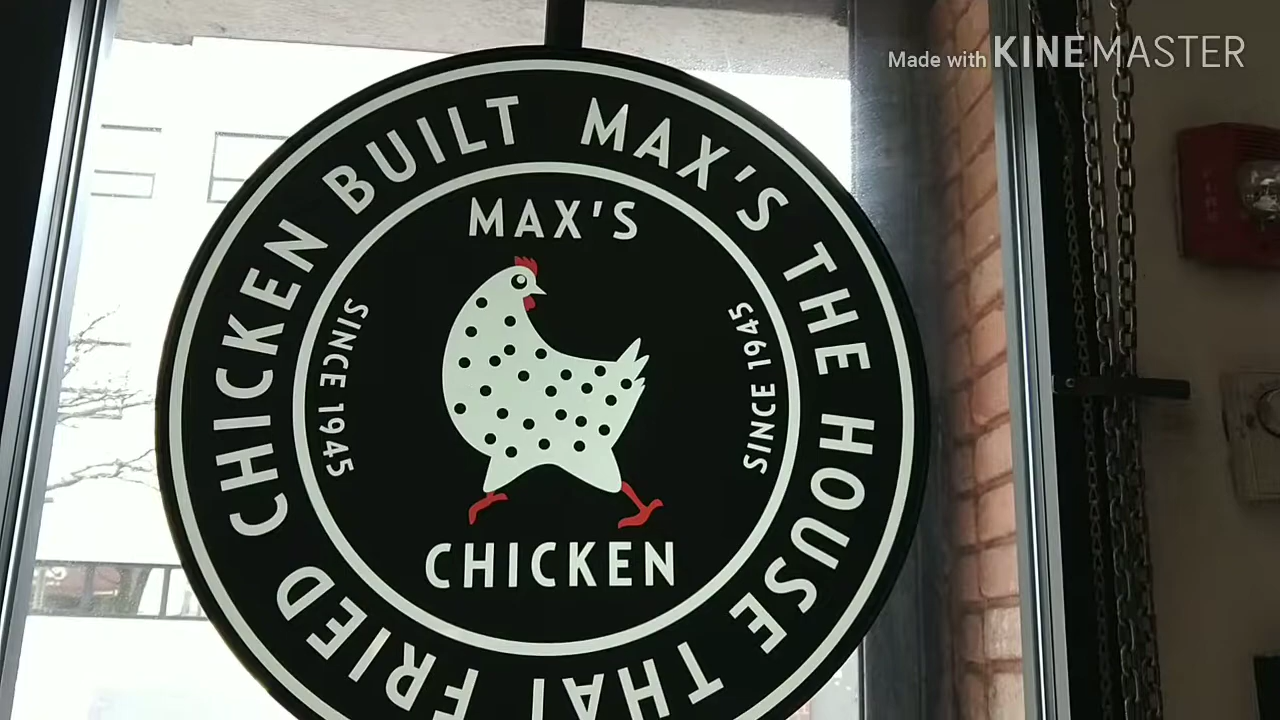 Made with KINEMASTER
MAX'S THE HOUSE THAT FRIED CHICKEN BUILT
MAX'S
SINCE 1945
SINCE 1945
CHICKEN